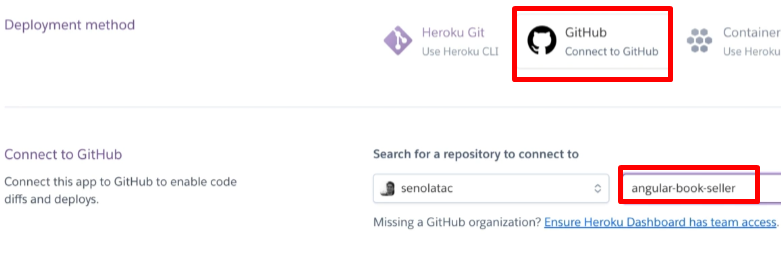 Deployment method
Heroku Git
Use Heroku CLI
GitHub
Connect to GitHub
Container
Use Heroku
Connect to GitHub
Connect this app to GitHub to enable code
diffs and deploys.
Search for a repository to connect to
senolatac
angular-book-seller
Missing a GitHub organization? Ensure Heroku Dashboard has team access.